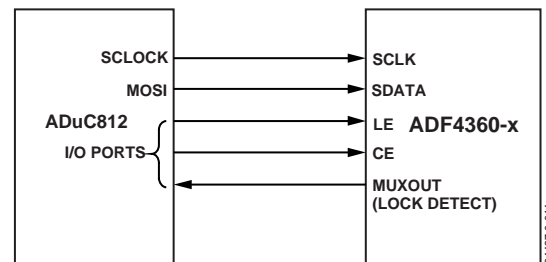 SCLOCK
SCLK
MOSI
SDATA
ADuC812
LE
ADF4360-x
I/O PORTS
CE
MUXOUT
(LOCK DETECT)